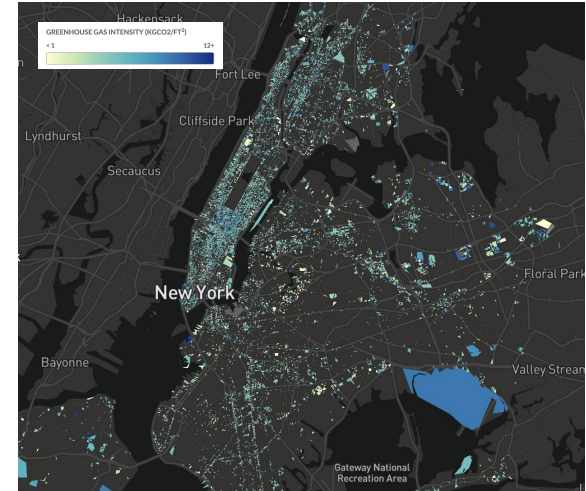 Hackensack
GREENHOUSE GAS INTENSITY (KGCO2/FT²)
< 1 12+
Fort Lee
Cliffside Park
Lyndhurst
Secaucus
Floral Park
New York
Bayonne
Valley Stream
Gateway National
Recreation Area